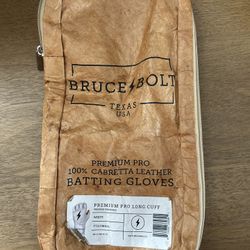 BRUCE BOLT
TEXAS
USA
PREMIUM PRO
100% CABRETTA LEATHER
BATTING GLOVES
PREMIUM PRO LONG CUFF